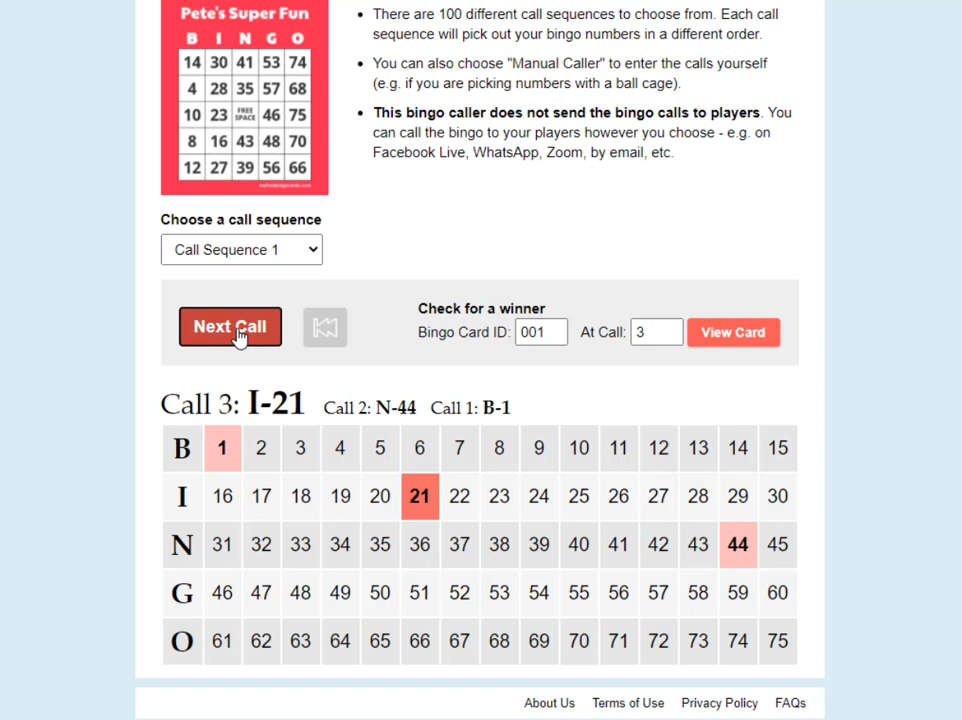 Pete's Super Fun
B I N G O
14 30 41 53 74
4 28 35 57 68
10 23 FREE SPACE 46 75
8 16 43 48 70
12 27 39 56 66
myfreebingocards.com
There are 100 different call sequences to choose from. Each call
sequence will pick out your bingo numbers in a different order.
You can also choose "Manual Caller" to enter the calls yourself
(e.g. if you are picking numbers with a ball cage).
This bingo caller does not send the bingo calls to players. You
can call the bingo to your players however you choose - e.g. on
Facebook Live, WhatsApp, Zoom, by email, etc.
Choose a call sequence
Call Sequence 1
Next Call
Check for a winner
Bingo Card ID: 001 At Call: 3 View Card
Call 3: I-21 Call 2: N-44 Call 1: B-1
B 1 2 3 4 5 6 7 8 9 10 11 12 13 14 15
I 16 17 18 19 20 21 22 23 24 25 26 27 28 29 30
N 31 32 33 34 35 36 37 38 39 40 41 42 43 44 45
G 46 47 48 49 50 51 52 53 54 55 56 57 58 59 60
O 61 62 63 64 65 66 67 68 69 70 71 72 73 74 75
About Us Terms of Use Privacy Policy FAQs